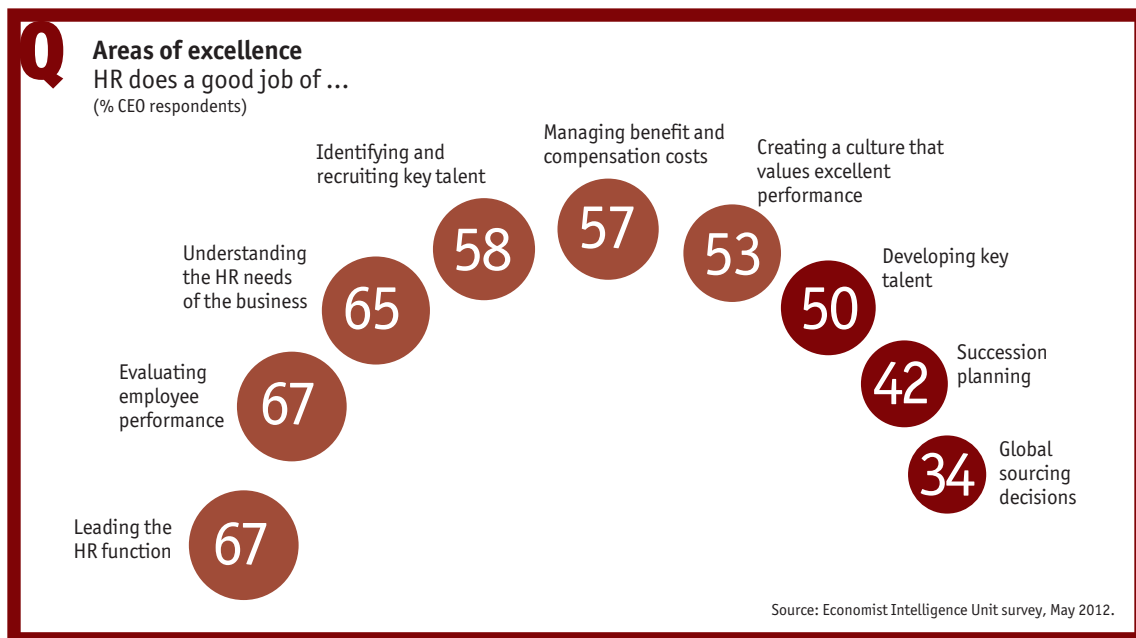 Q
Areas of excellence
HR does a good job of ...
(% CEO respondents)
Leading the
HR function
67
Evaluating
employee
performance
67
Understanding
the HR needs
of the business
65
Identifying and
recruiting key talent
58
Managing benefit and
compensation costs
57
Creating a culture that
values excellent
performance
53
Developing key
talent
50
Succession
planning
42
Global
sourcing
decisions
34
Source: Economist Intelligence Unit survey, May 2012.